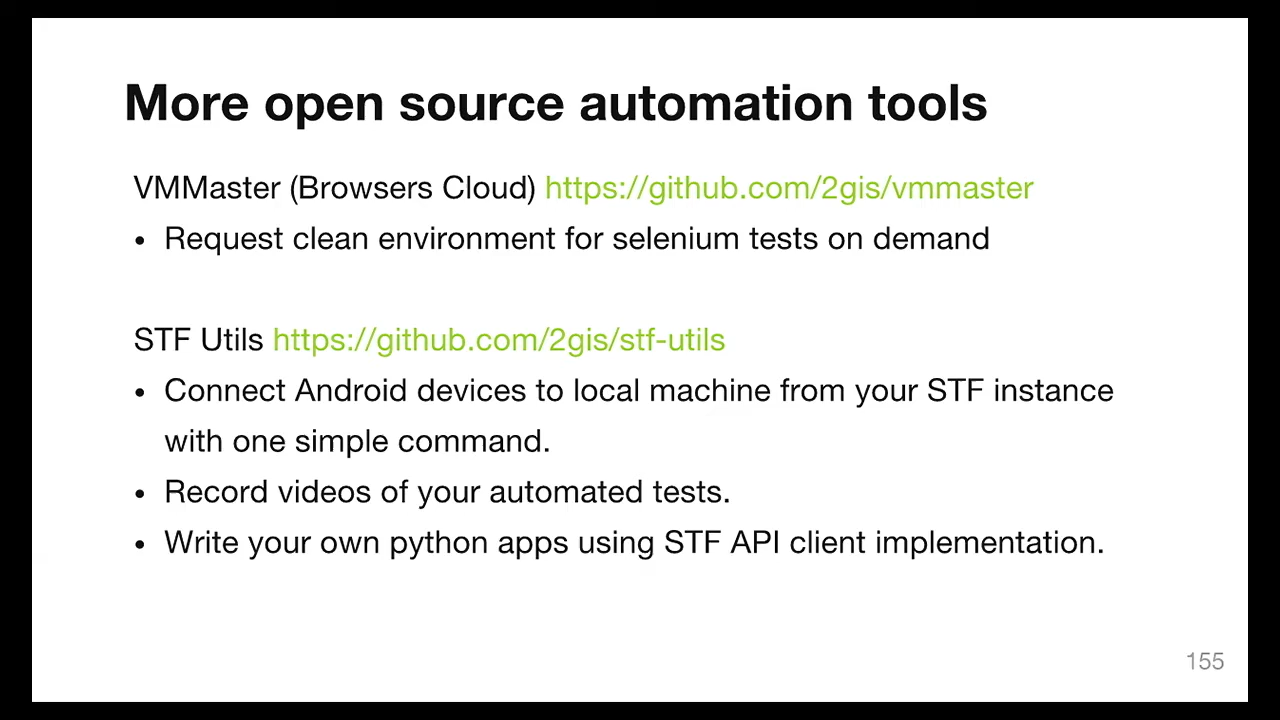 More open source automation tools
VMMaster (Browsers Cloud) https://github.com/2gis/vmmaster
• Request clean environment for selenium tests on demand
STF Utils https://github.com/2gis/stf-utils
• Connect Android devices to local machine from your STF instance
with one simple command.
• Record videos of your automated tests.
• Write your own python apps using STF API client implementation.
155